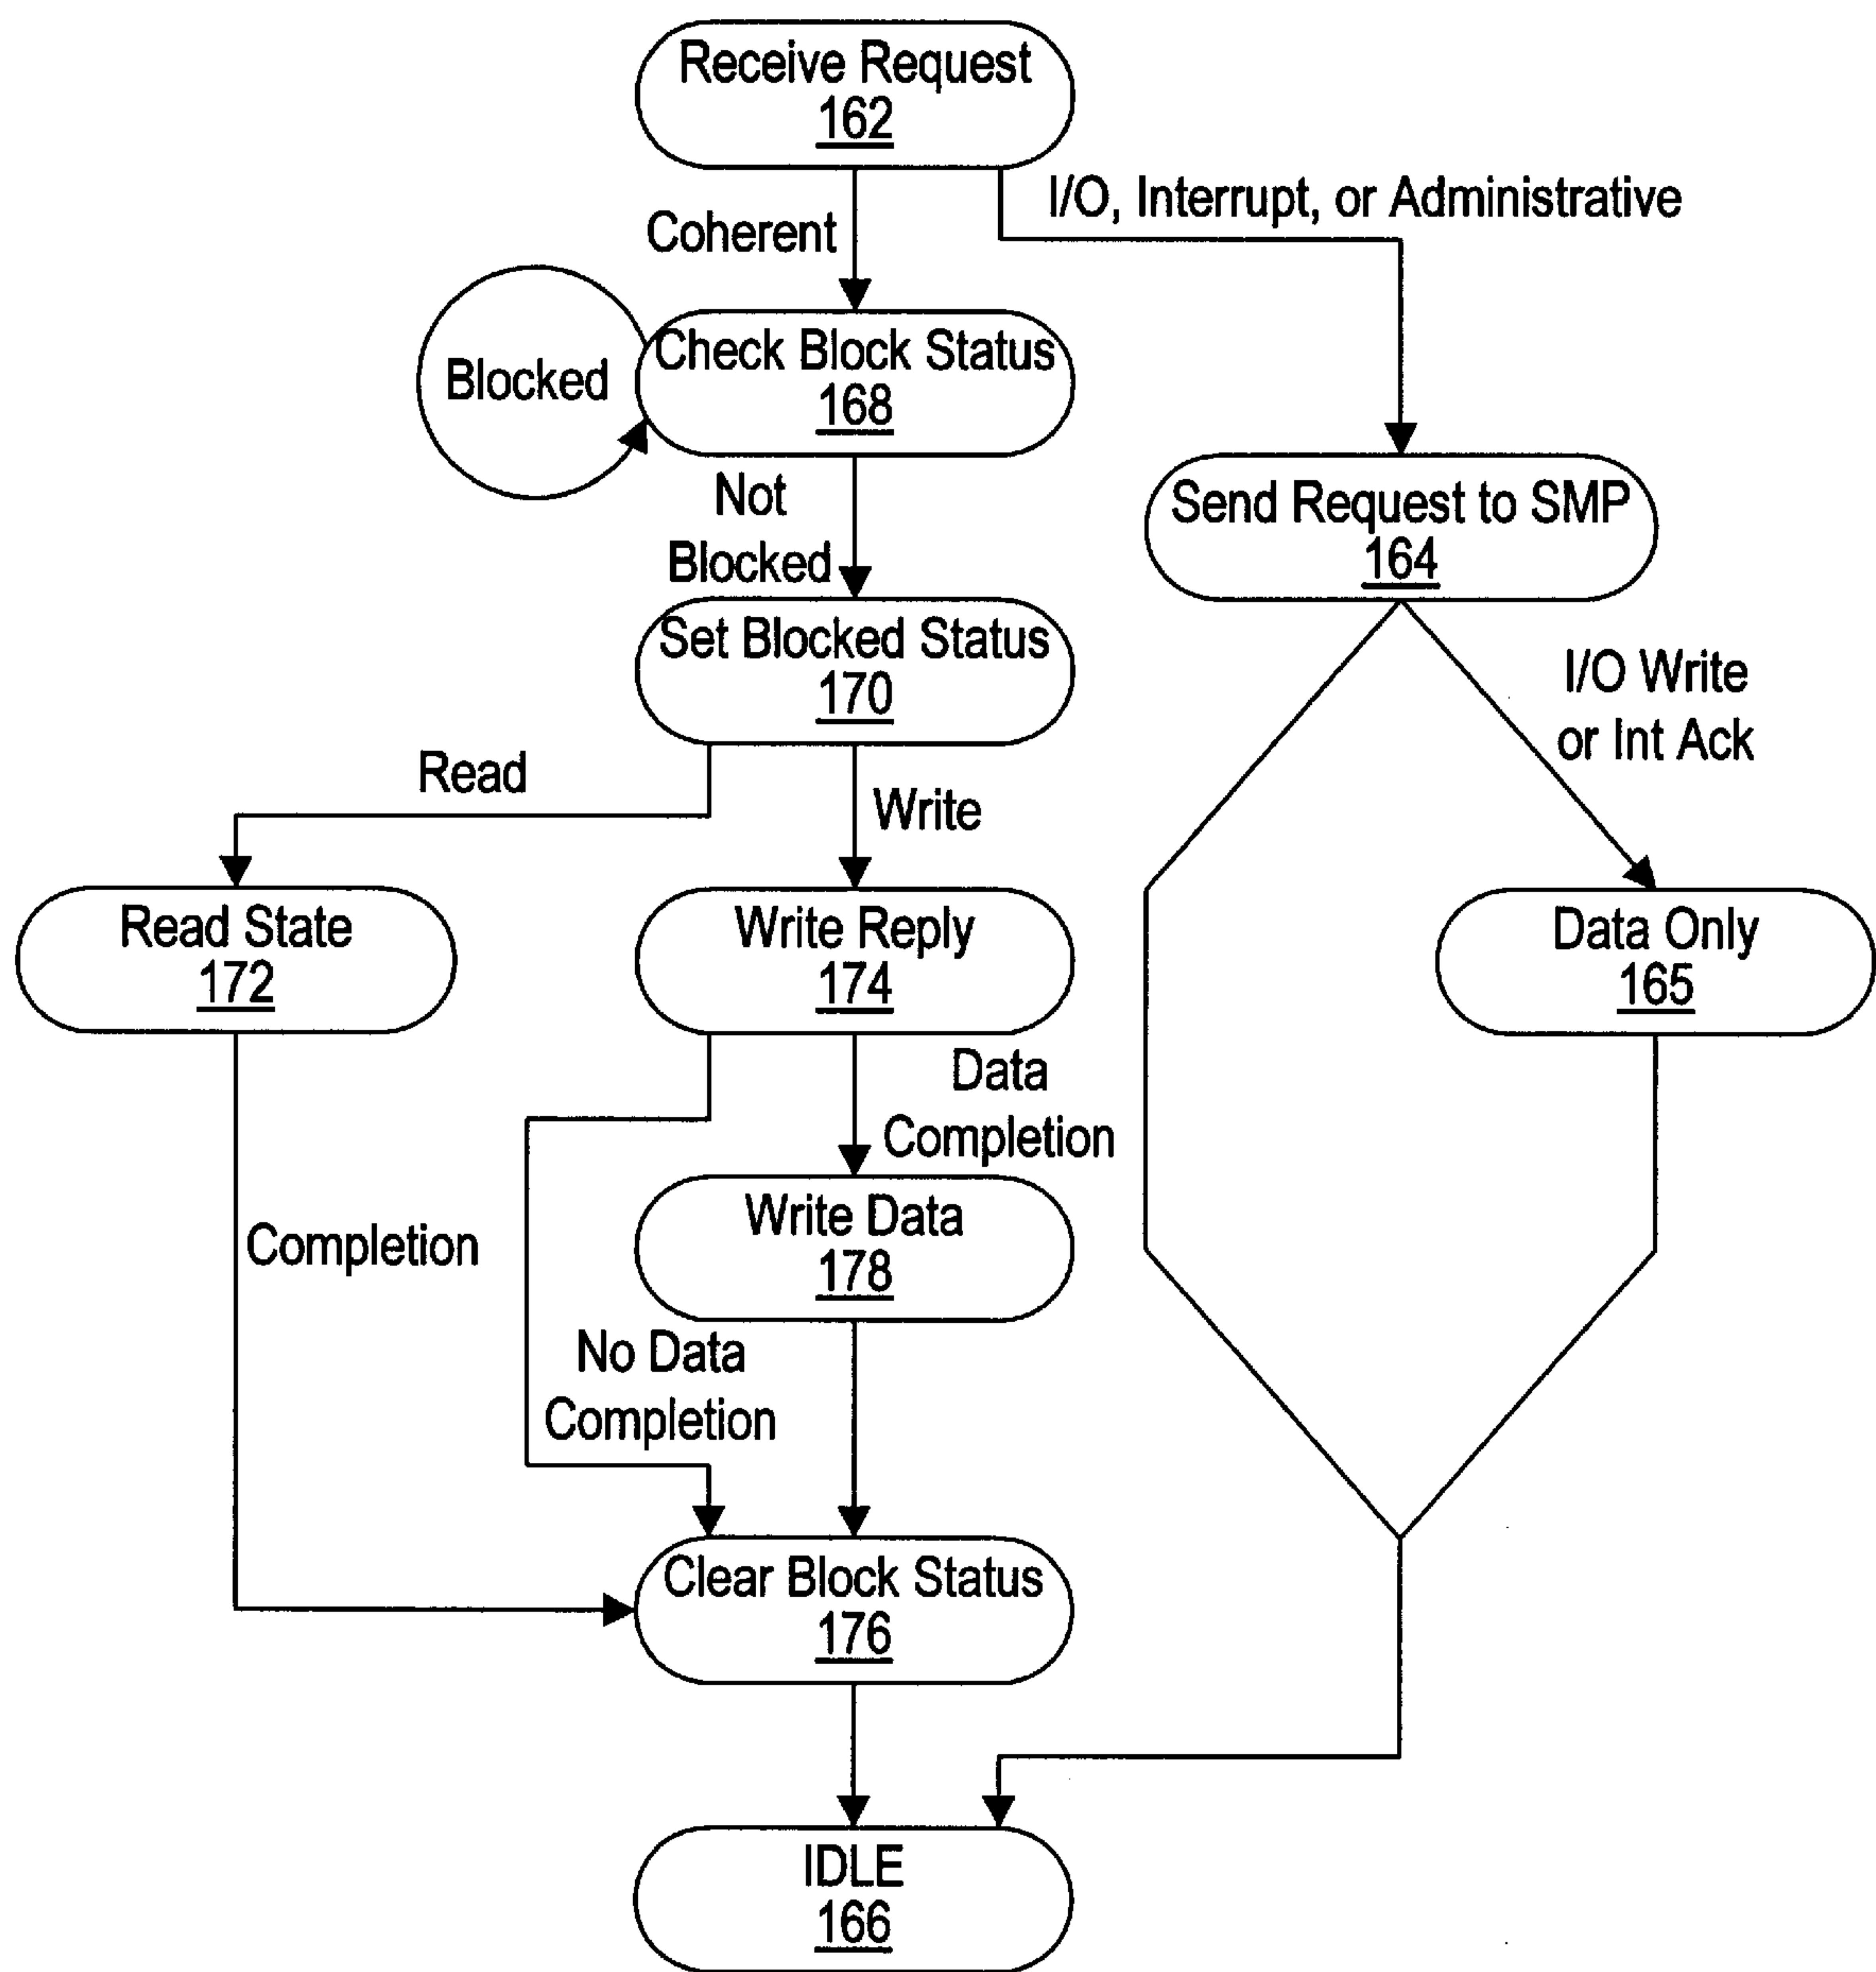 Receive Request
162
I/O, Interrupt, or Administrative
Coherent
Blocked
Check Block Status
168
Not
Blocked
Send Request to SMP
164
Set Blocked Status
170
I/O Write
or Int Ack
Read
Write
Read State
172
Write Reply
174
Data Only
165
Data
Completion
Write Data
178
Completion
No Data
Completion
Clear Block Status
176
IDLE
166